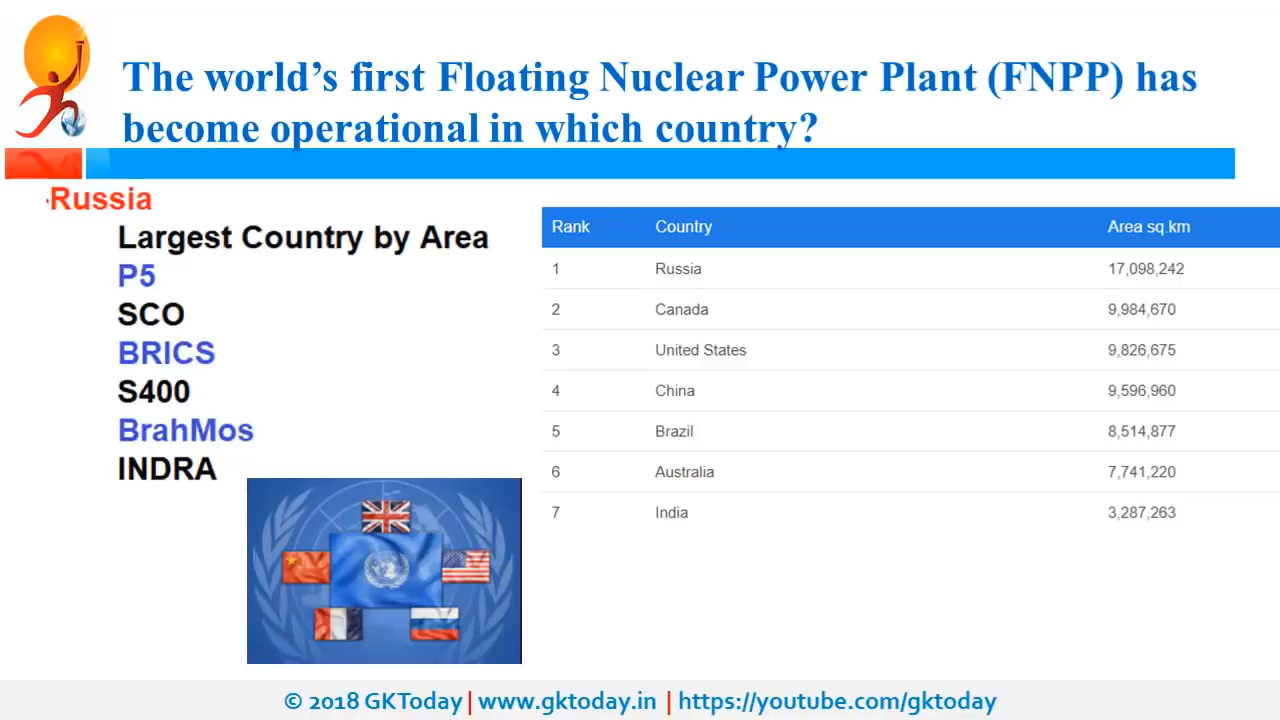 The world's first Floating Nuclear Power Plant (FNPP) has
become operational in which country?
Russia
Largest Country by Area
P5
SCO
BRICS
S400
BrahMos
INDRA
Rank Country Area sq.km
1 Russia 17,098,242
2 Canada 9,984,670
3 United States 9,826,675
4 China 9,596,960
5 Brazil 8,514,877
6 Australia 7,741,220
7 India 3,287,263
© 2018 GKToday | www.gktoday.in | https://youtube.com/gktoday